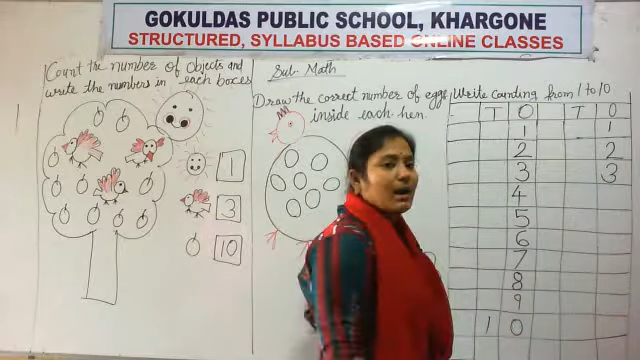 GOKULDAS PUBLIC SCHOOL, KHARGONE
STRUCTURED, SYLLABUS BASED ONLINE CLASSES
Count the number of objects and
write the numbers in each boxes
1
3
10
Sub- Math
Draw the correct number of eggs
inside each hen.
Write counting from 1 to 10
T O T O
1 1
2 2
3 3
4
5
6
7
8
9
1 0